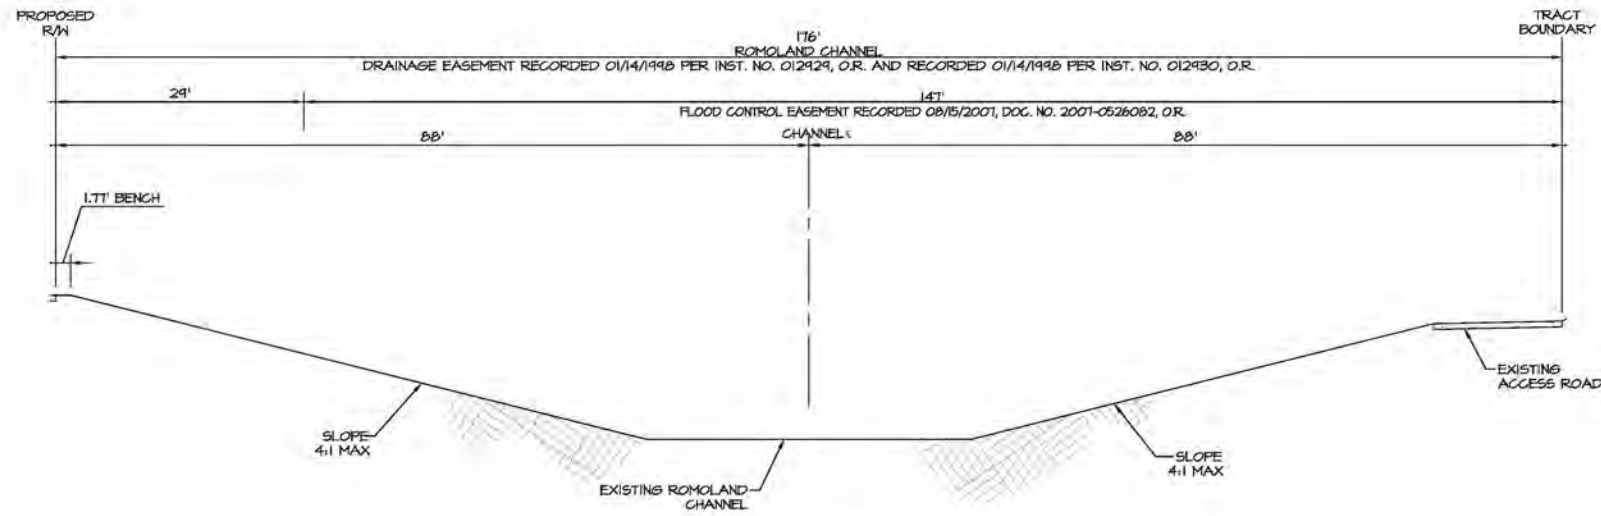 PROPOSED
R/W
TRACT
BOUNDARY
176'
ROMOLAND CHANNEL
DRAINAGE EASEMENT RECORDED 01/14/1998 PER INST. NO. 012929, O.R. AND RECORDED 01/14/1998 PER INST. NO. 012930, O.R.
29'
147'
FLOOD CONTROL EASEMENT RECORDED 08/15/2007, DOC. NO. 2007-0526082, O.R.
88'
CHANNEL ℄
88'
1.77' BENCH
EXISTING
ACCESS ROAD
SLOPE
4:1 MAX
SLOPE
4:1 MAX
EXISTING ROMOLAND
CHANNEL